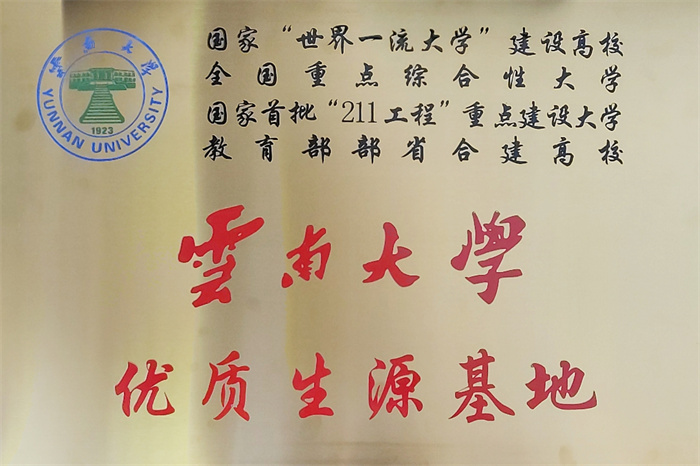 云南大学
YUNNAN UNIVERSITY
1923
国家“世界一流大学”建设高校
全国重点综合性大学
国家首批“211工程”重点建设大学
教育部部省合建高校
雲南大學
优质生源基地